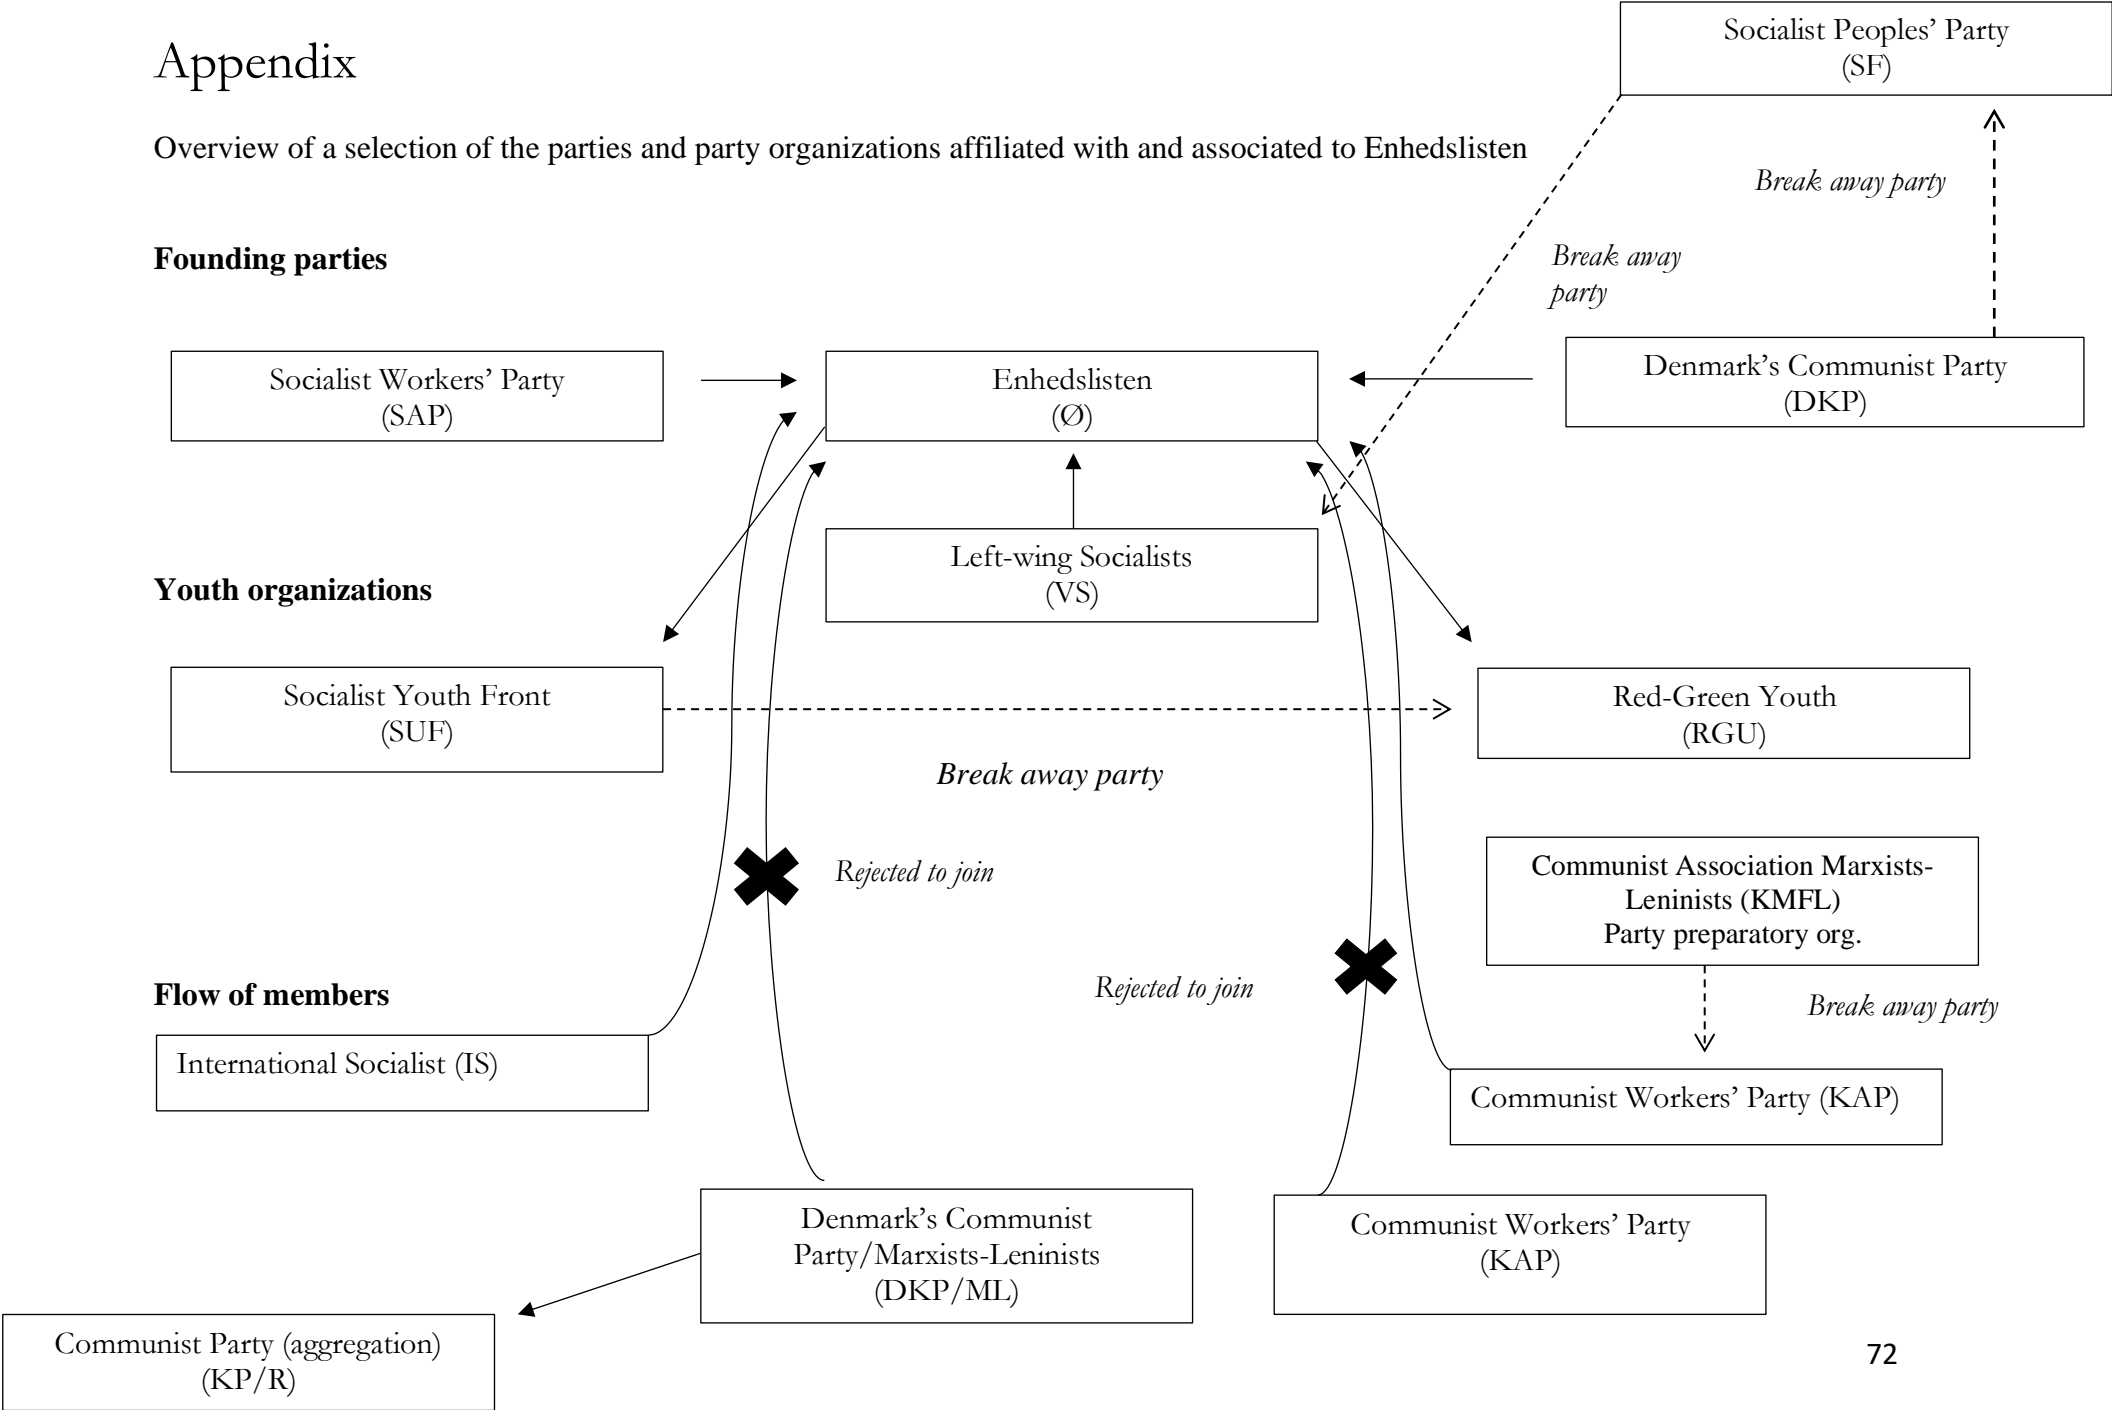 Socialist Peoples' Party
(SF)
Appendix
Overview of a selection of the parties and party organizations affiliated with and associated to Enhedslisten
Break away party
Founding parties
Break away
party
Socialist Workers' Party
(SAP)
Enhedslisten
(Ø)
Denmark's Communist Party
(DKP)
Left-wing Socialists
(VS)
Youth organizations
Socialist Youth Front
(SUF)
Red-Green Youth
(RGU)
Break away party
Rejected to join
Communist Association Marxists-
Leninists (KMFL)
Party preparatory org.
Rejected to join
Flow of members
Break away party
International Socialist (IS)
Communist Workers' Party (KAP)
Denmark's Communist
Party/Marxists-Leninists
(DKP/ML)
Communist Workers' Party
(KAP)
Communist Party (aggregation)
(KP/R)
72